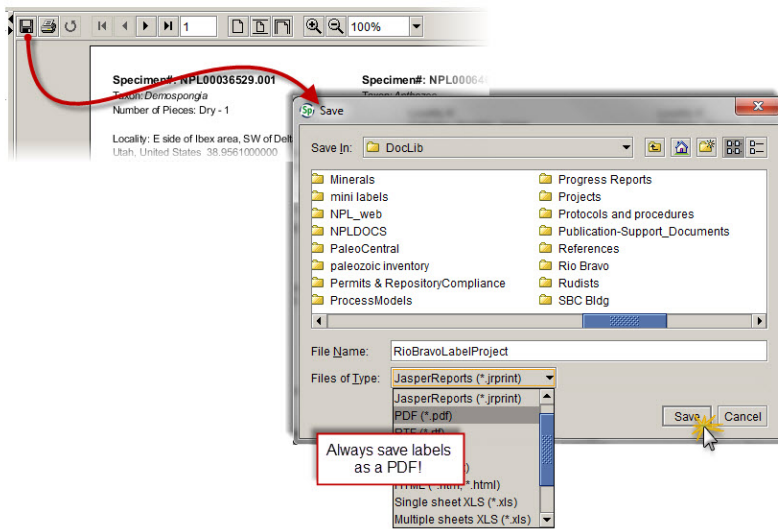 1
100%
Specimen#: NPL00036529.001
Taxon: Demospongia
Number of Pieces: Dry - 1
Locality: E side of Ibex area, SW of Delt
Utah, United States 38.9561000000
Specimen#: NPL00064
Taxon: Anthozoa
Save
Save In: DocLib
Minerals
mini labels
NPL_web
NPLDOCS
PaleoCentral
paleozoic inventory
Permits & RepositoryCompliance
ProcessModels
Progress Reports
Projects
Protocols and procedures
Publication-Support_Documents
References
Rio Bravo
Rudists
SBC Bldg
File Name: RioBravoLabelProject
Files of Type: JasperReports (*.jrprint)
JasperReports (*.jrprint)
PDF (*.pdf)
Single sheet XLS (*.xls)
Multiple sheets XLS (*.xls)
Save Cancel
Always save labels
as a PDF!